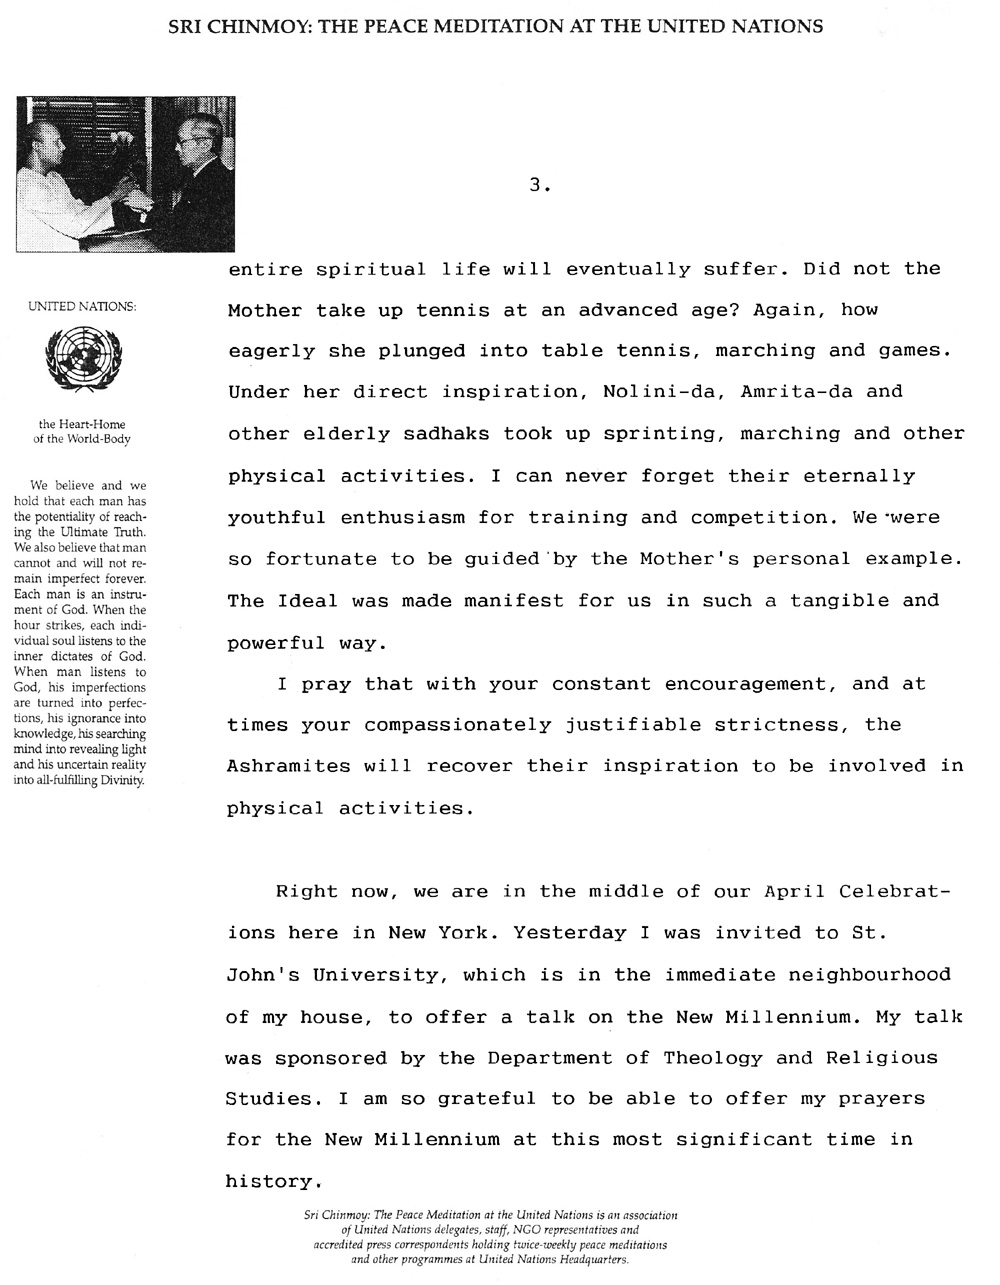 SRI CHINMOY: THE PEACE MEDITATION AT THE UNITED NATIONS
3.
UNITED NATIONS:
the Heart-Home
of the World-Body
We believe and we
hold that each man has
the potentiality of reach-
ing the Ultimate Truth.
We also believe that man
cannot and will not re-
main imperfect forever.
Each man is an instru-
ment of God. When the
hour strikes, each indi-
vidual soul listens to the
inner dictates of God.
When man listens to
God, his imperfections
are turned into perfec-
tions, his ignorance into
knowledge, his searching
mind into revealing light
and his uncertain reality
into all-fulfilling Divinity.
entire spiritual life will eventually suffer. Did not the
Mother take up tennis at an advanced age? Again, how
eagerly she plunged into table tennis, marching and games.
Under her direct inspiration, Nolini-da, Amrita-da and
other elderly sadhaks took up sprinting, marching and other
physical activities. I can never forget their eternally
youthful enthusiasm for training and competition. We were
so fortunate to be guided by the Mother's personal example.
The Ideal was made manifest for us in such a tangible and
powerful way.
I pray that with your constant encouragement, and at
times your compassionately justifiable strictness, the
Ashramites will recover their inspiration to be involved in
physical activities.
Right now, we are in the middle of our April Celebrat-
ions here in New York. Yesterday I was invited to St.
John's University, which is in the immediate neighbourhood
of my house, to offer a talk on the New Millennium. My talk
was sponsored by the Department of Theology and Religious
Studies. I am so grateful to be able to offer my prayers
for the New Millennium at this most significant time in
history.
Sri Chinmoy: The Peace Meditation at the United Nations is an association
of United Nations delegates, staff, NGO representatives and
accredited press correspondents holding twice-weekly peace meditations
and other programmes at United Nations Headquarters.